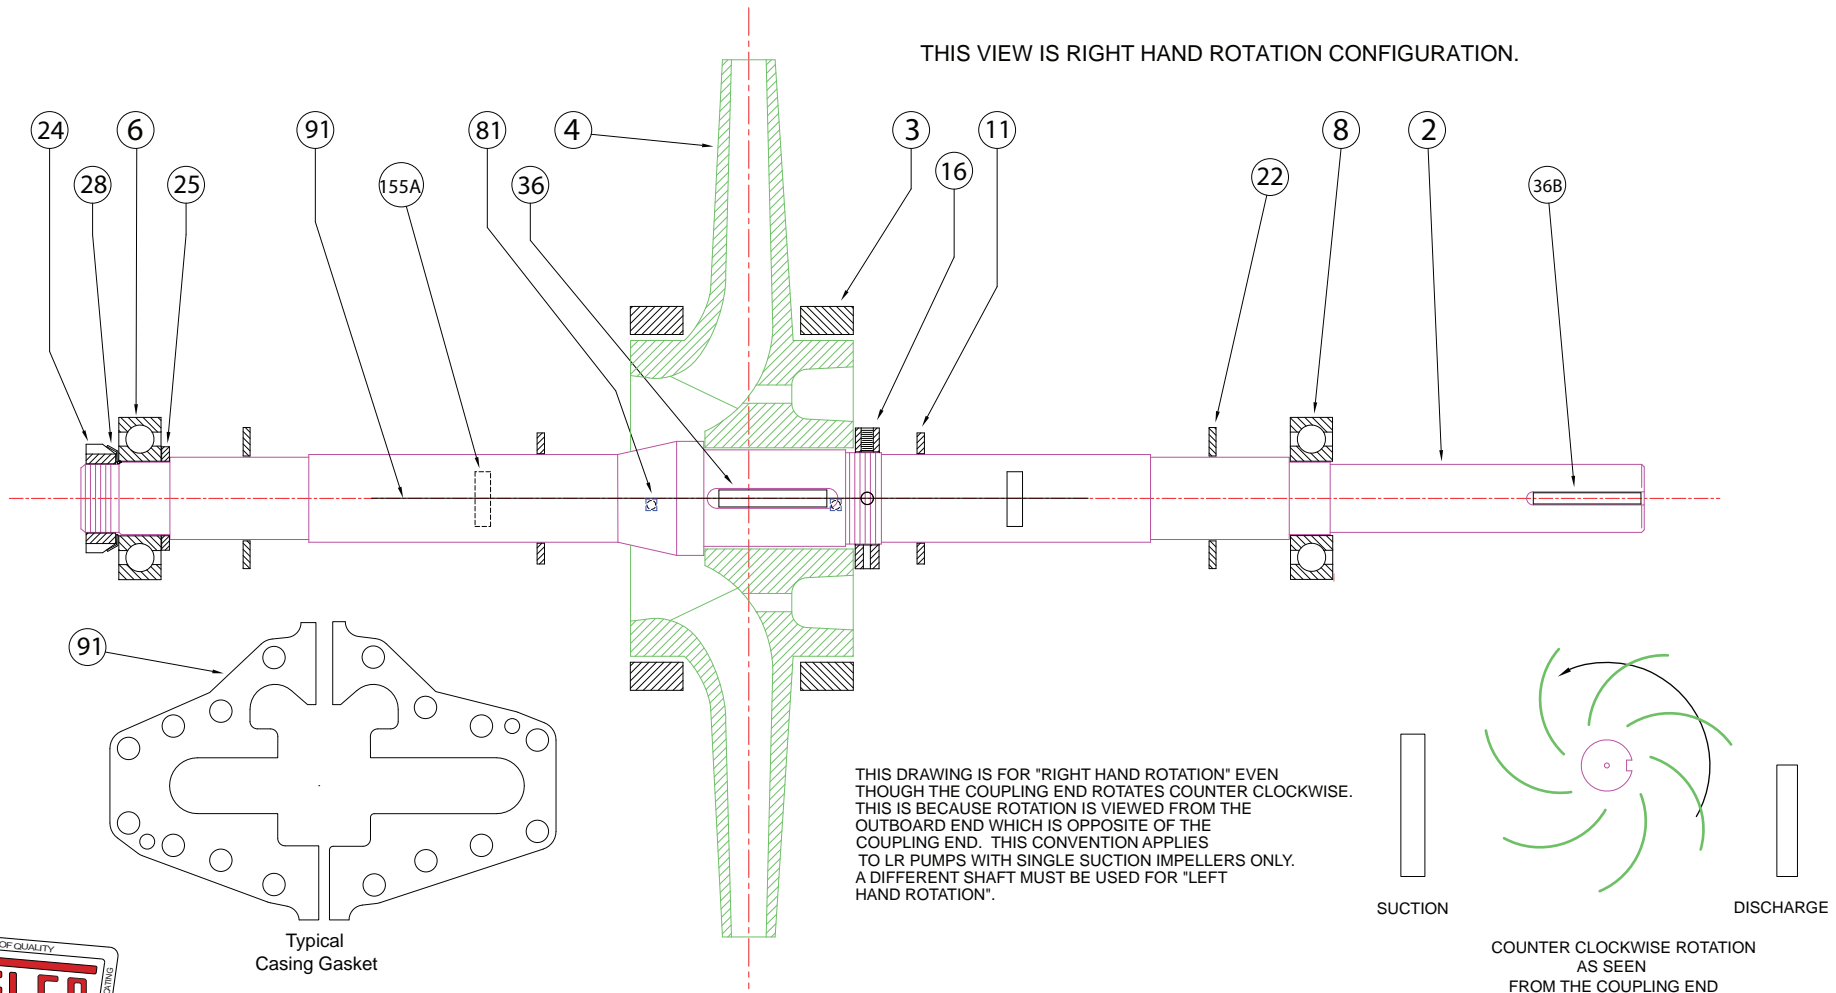 THIS VIEW IS RIGHT HAND ROTATION CONFIGURATION.
24
6
91
81
4
3
11
8
2
28
25
155A
36
16
22
36B
91
Typical
Casing Gasket
THIS DRAWING IS FOR "RIGHT HAND ROTATION" EVEN
THOUGH THE COUPLING END ROTATES COUNTER CLOCKWISE.
THIS IS BECAUSE ROTATION IS VIEWED FROM THE
OUTBOARD END WHICH IS OPPOSITE OF THE
COUPLING END. THIS CONVENTION APPLIES
TO LR PUMPS WITH SINGLE SUCTION IMPELLERS ONLY.
A DIFFERENT SHAFT MUST BE USED FOR "LEFT
HAND ROTATION".
SUCTION
DISCHARGE
COUNTER CLOCKWISE ROTATION
AS SEEN
FROM THE COUPLING END
OF QUALITY